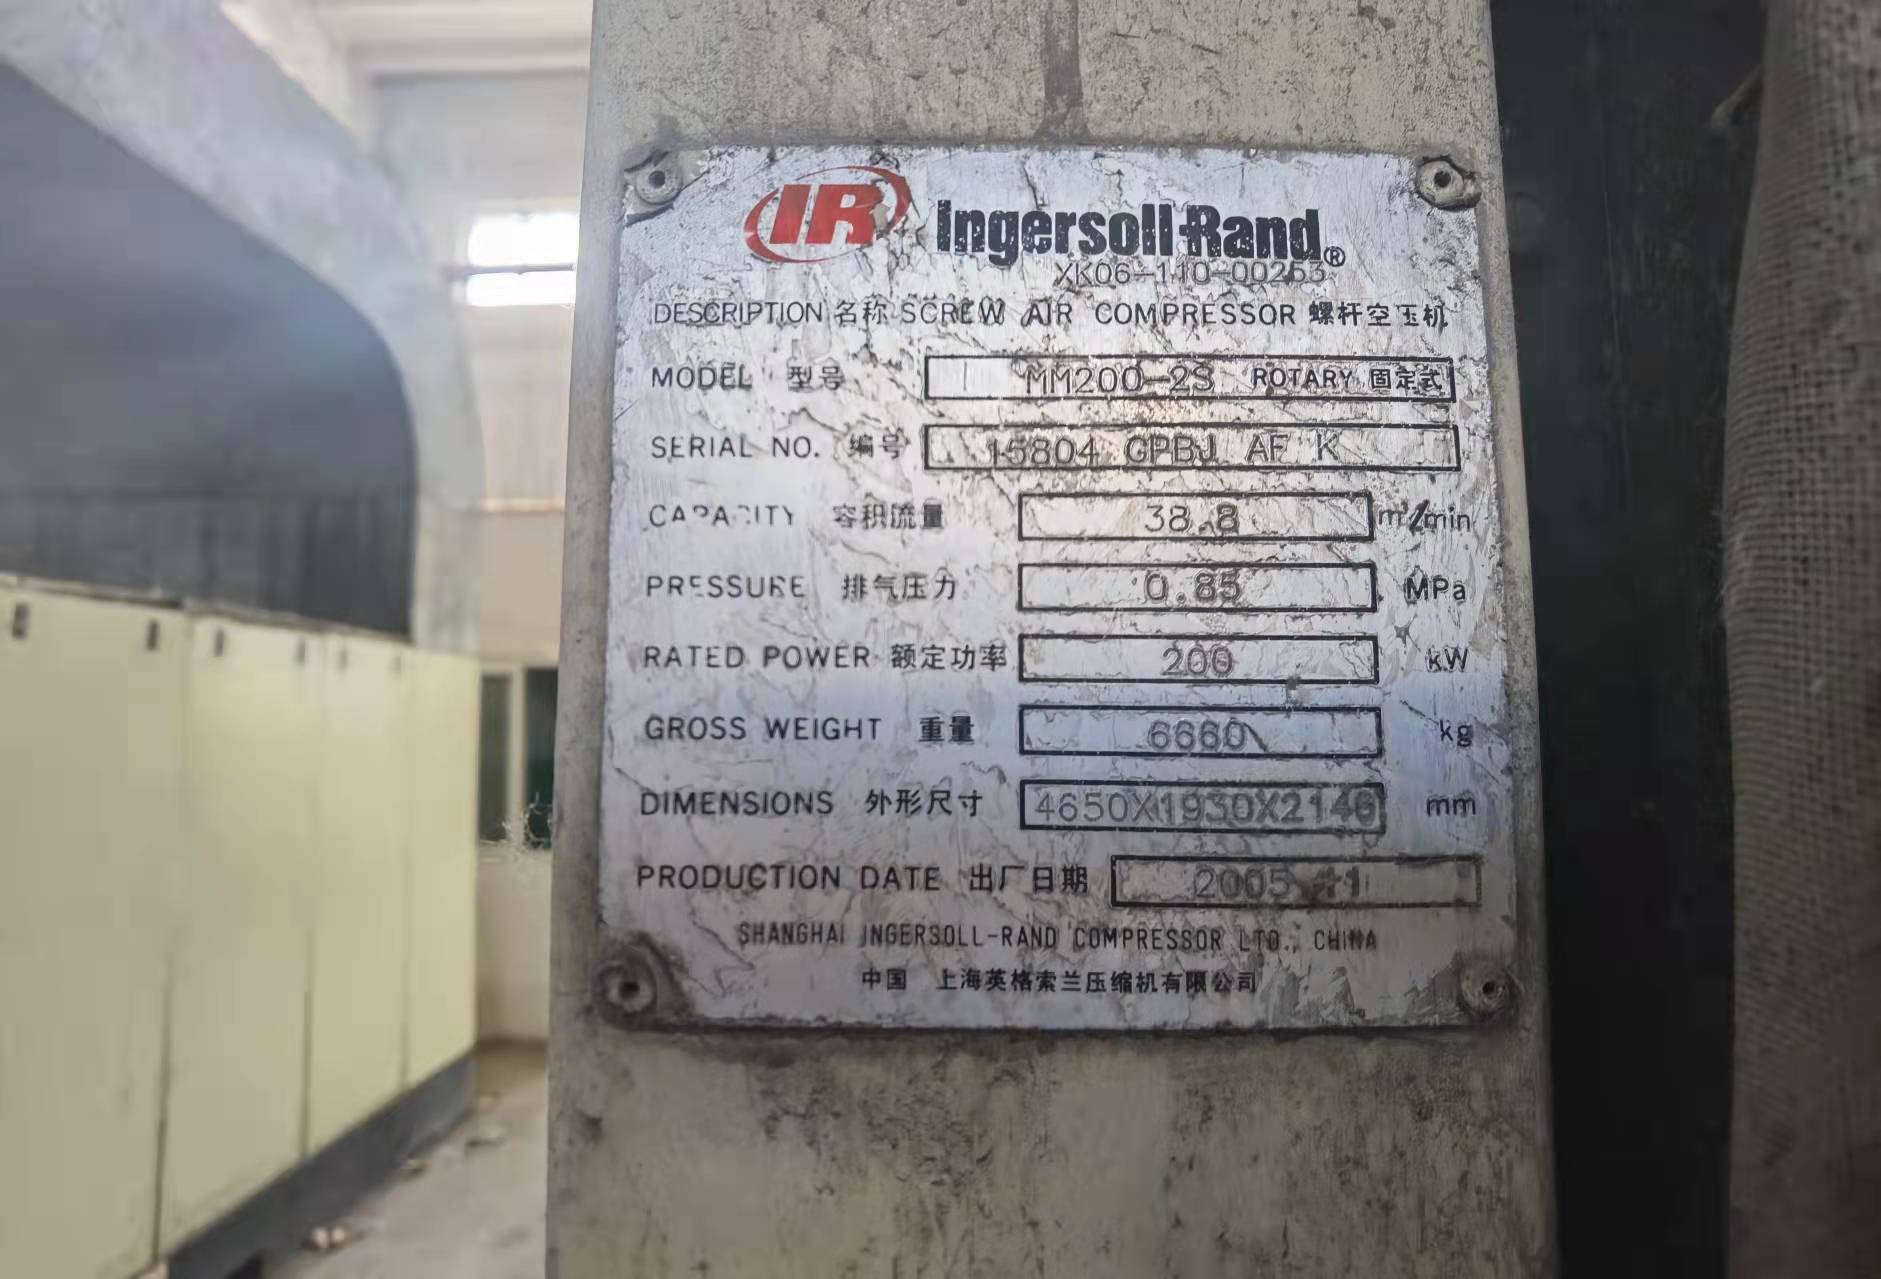 IR Ingersoll-Rand®
XK06-110-00253
DESCRIPTION 名称 SCREW AIR COMPRESSOR 螺杆空压机
MODEL 型号 MM200-2S ROTARY 固定式
SERIAL NO. 编号 15804 GPBJ AF K
CAPACITY 容积流量 38.8 m³/min
PRESSURE 排气压力 0.85 MPa
RATED POWER 额定功率 200 kW
GROSS WEIGHT 重量 6660 kg
DIMENSIONS 外形尺寸 4650X1930X2146 mm
PRODUCTION DATE 出厂日期 2005.11
SHANGHAI INGERSOLL-RAND COMPRESSOR LTD., CHINA
中国 上海英格索兰压缩机有限公司